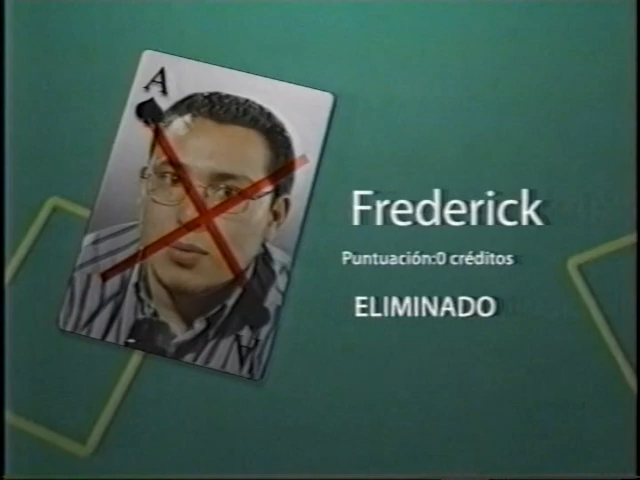 A
Frederick
Puntuación:0 créditos
ELIMINADO
A